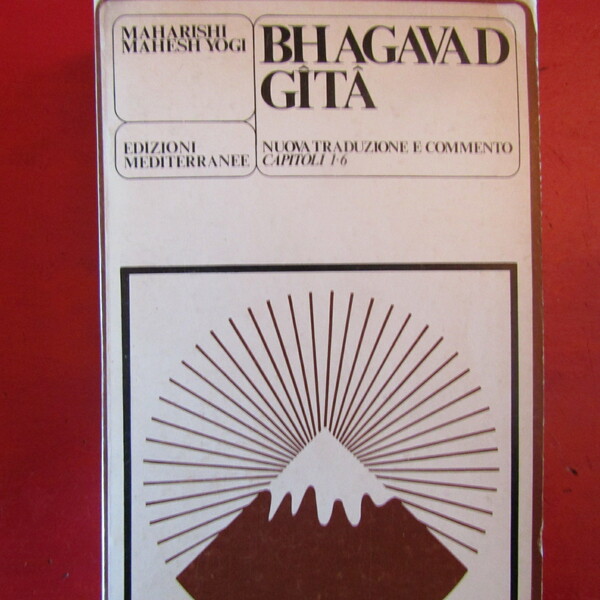 MAHARISHI
MAHESH YOGI
BHAGAVAD
GÎTÂ
EDIZIONI
MEDITERRANEE
NUOVA TRADUZIONE E COMMENTO
CAPITOLI 1-6